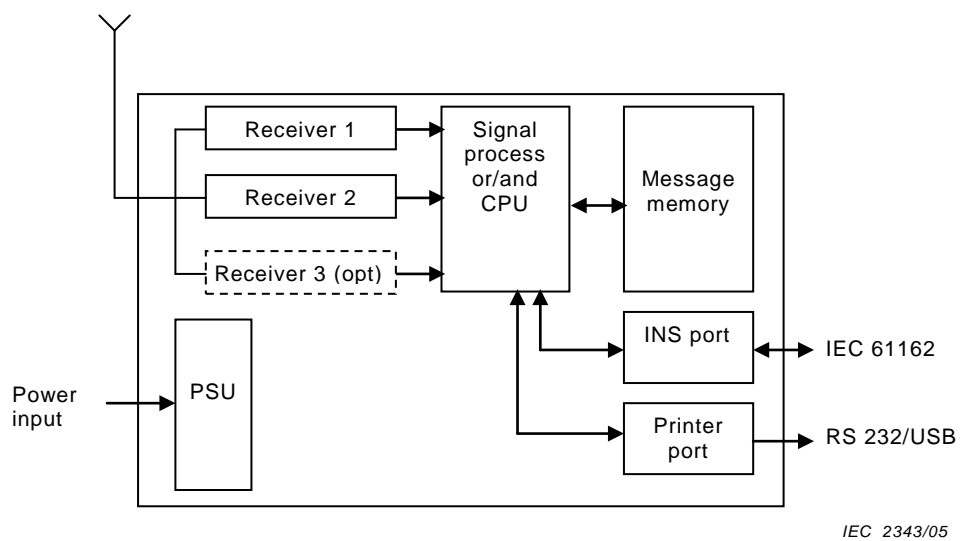 Receiver 1
Receiver 2
Receiver 3 (opt)
Signal
process
or/and
CPU
Message
memory
INS port
IEC 61162
Power
input
PSU
Printer
port
RS 232/USB
IEC 2343/05